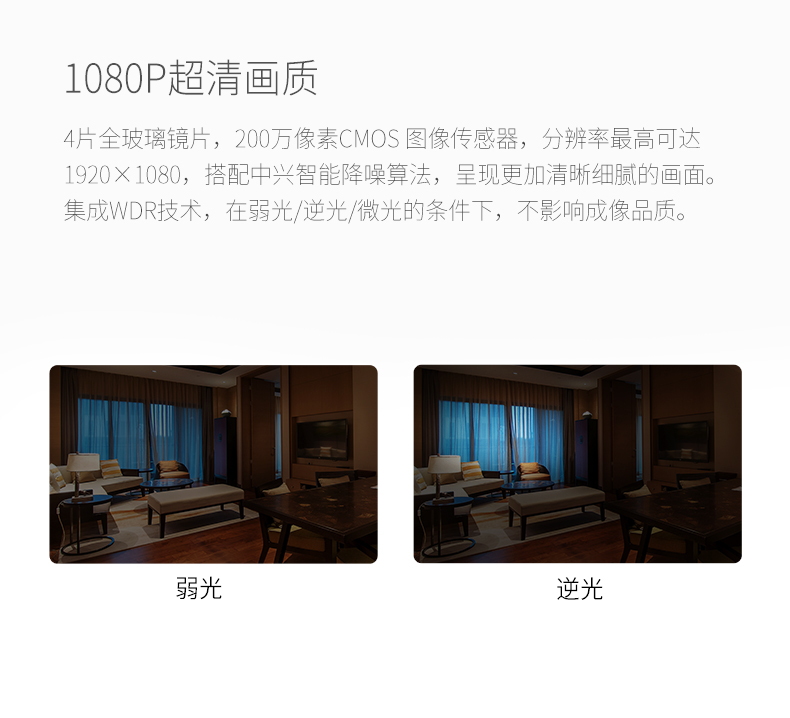 1080P超清画质
4片全玻璃镜片，200万像素CMOS 图像传感器，分辨率最高可达
1920×1080，搭配中兴智能降噪算法，呈现更加清晰细腻的画面。
集成WDR技术，在弱光/逆光/微光的条件下，不影响成像品质。
弱光
逆光